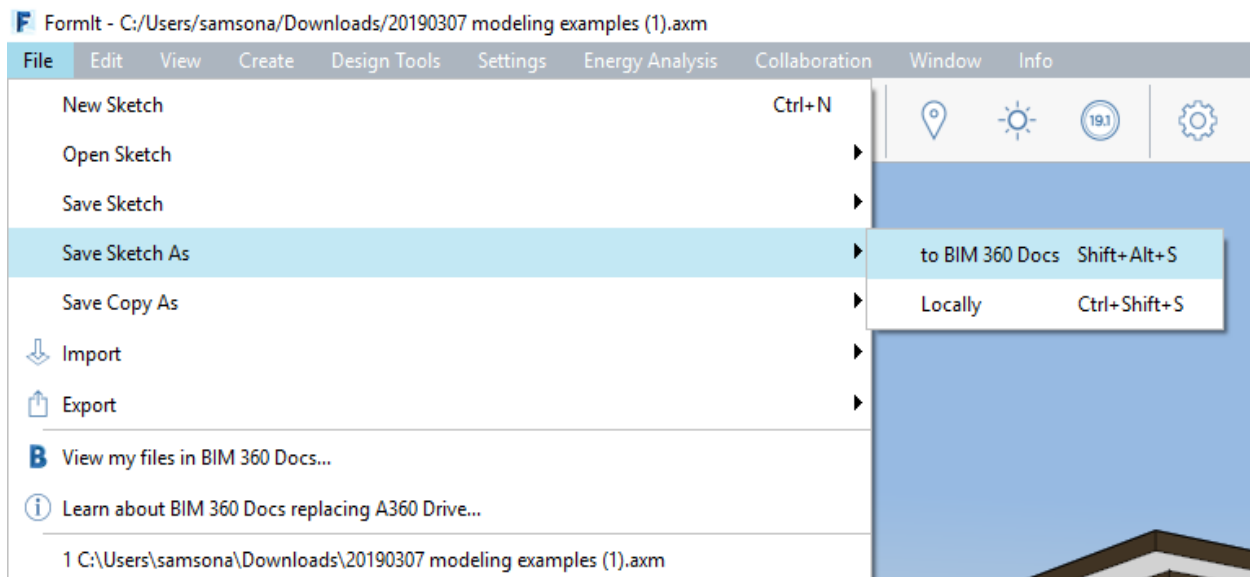 FormIt - C:/Users/samsona/Downloads/20190307 modeling examples (1).axm
File Edit View Create Design Tools Settings Energy Analysis Collaboration Window Info
New Sketch Ctrl+N
19.1
Open Sketch
Save Sketch
Save Sketch As
to BIM 360 Docs Shift+Alt+S
Save Copy As
Locally Ctrl+Shift+S
Import
Export
B View my files in BIM 360 Docs...
i Learn about BIM 360 Docs replacing A360 Drive...
1 C:\Users\samsona\Downloads\20190307 modeling examples (1).axm